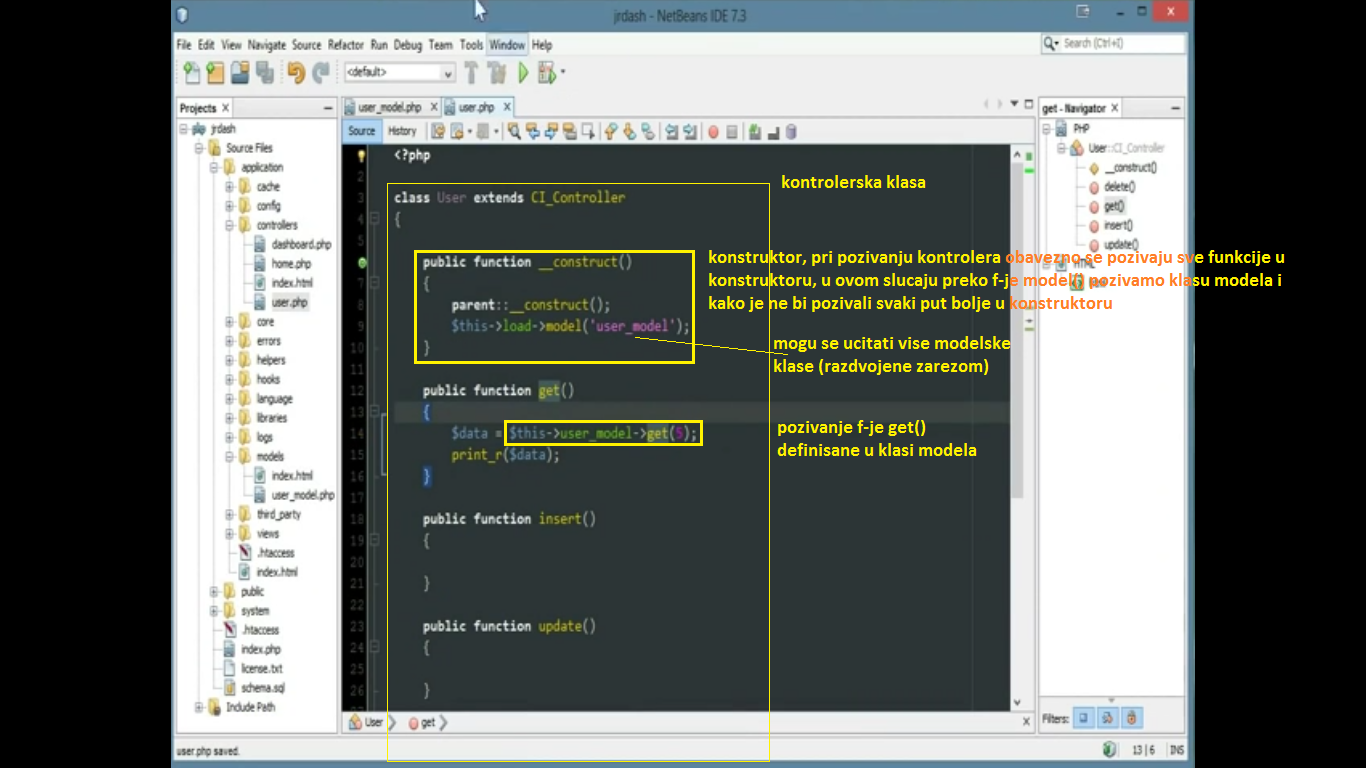 jrdash - NetBeans IDE 7.3
File Edit View Navigate Source Refactor Run Debug Team Tools Window Help
Search (Ctrl+I)
<default>
Projects
jrdash
Source Files
application
cache
config
controllers
dashboard.php
home.php
index.html
user.php
core
errors
helpers
hooks
language
libraries
logs
models
index.html
user_model.php
third_party
views
.htaccess
index.html
public
system
.htaccess
index.php
license.txt
schema.sql
Include Path
user_model.php user.php
Source History
1 <?php
2
3 class User extends CI_Controller
4 {
5
6 public function __construct()
7 {
8 parent::__construct();
9 $this->load->model('user_model');
10 }
11
12 public function get()
13 {
14 $data = $this->user_model->get(5);
15 print_r($data);
16 }
17
18 public function insert()
19 {
20
21 }
22
23 public function update()
24 {
25
26 }
kontrolerska klasa
konstruktor, pri pozivanju kontrolera obavezno se pozivaju sve funkcije u
konstruktoru, u ovom slucaju preko f-je model() pozivamo klasu modela i
kako je ne bi pozivali svaki put bolje u konstruktoru
mogu se ucitati vise modelske
klase (razdvojene zarezom)
pozivanje f-je get()
definisane u klasi modela
get - Navigator
PHP
User::CI_Controller
__construct()
delete()
get()
insert()
update()
HTML
Filters:
User get
user.php saved.
13|6 INS